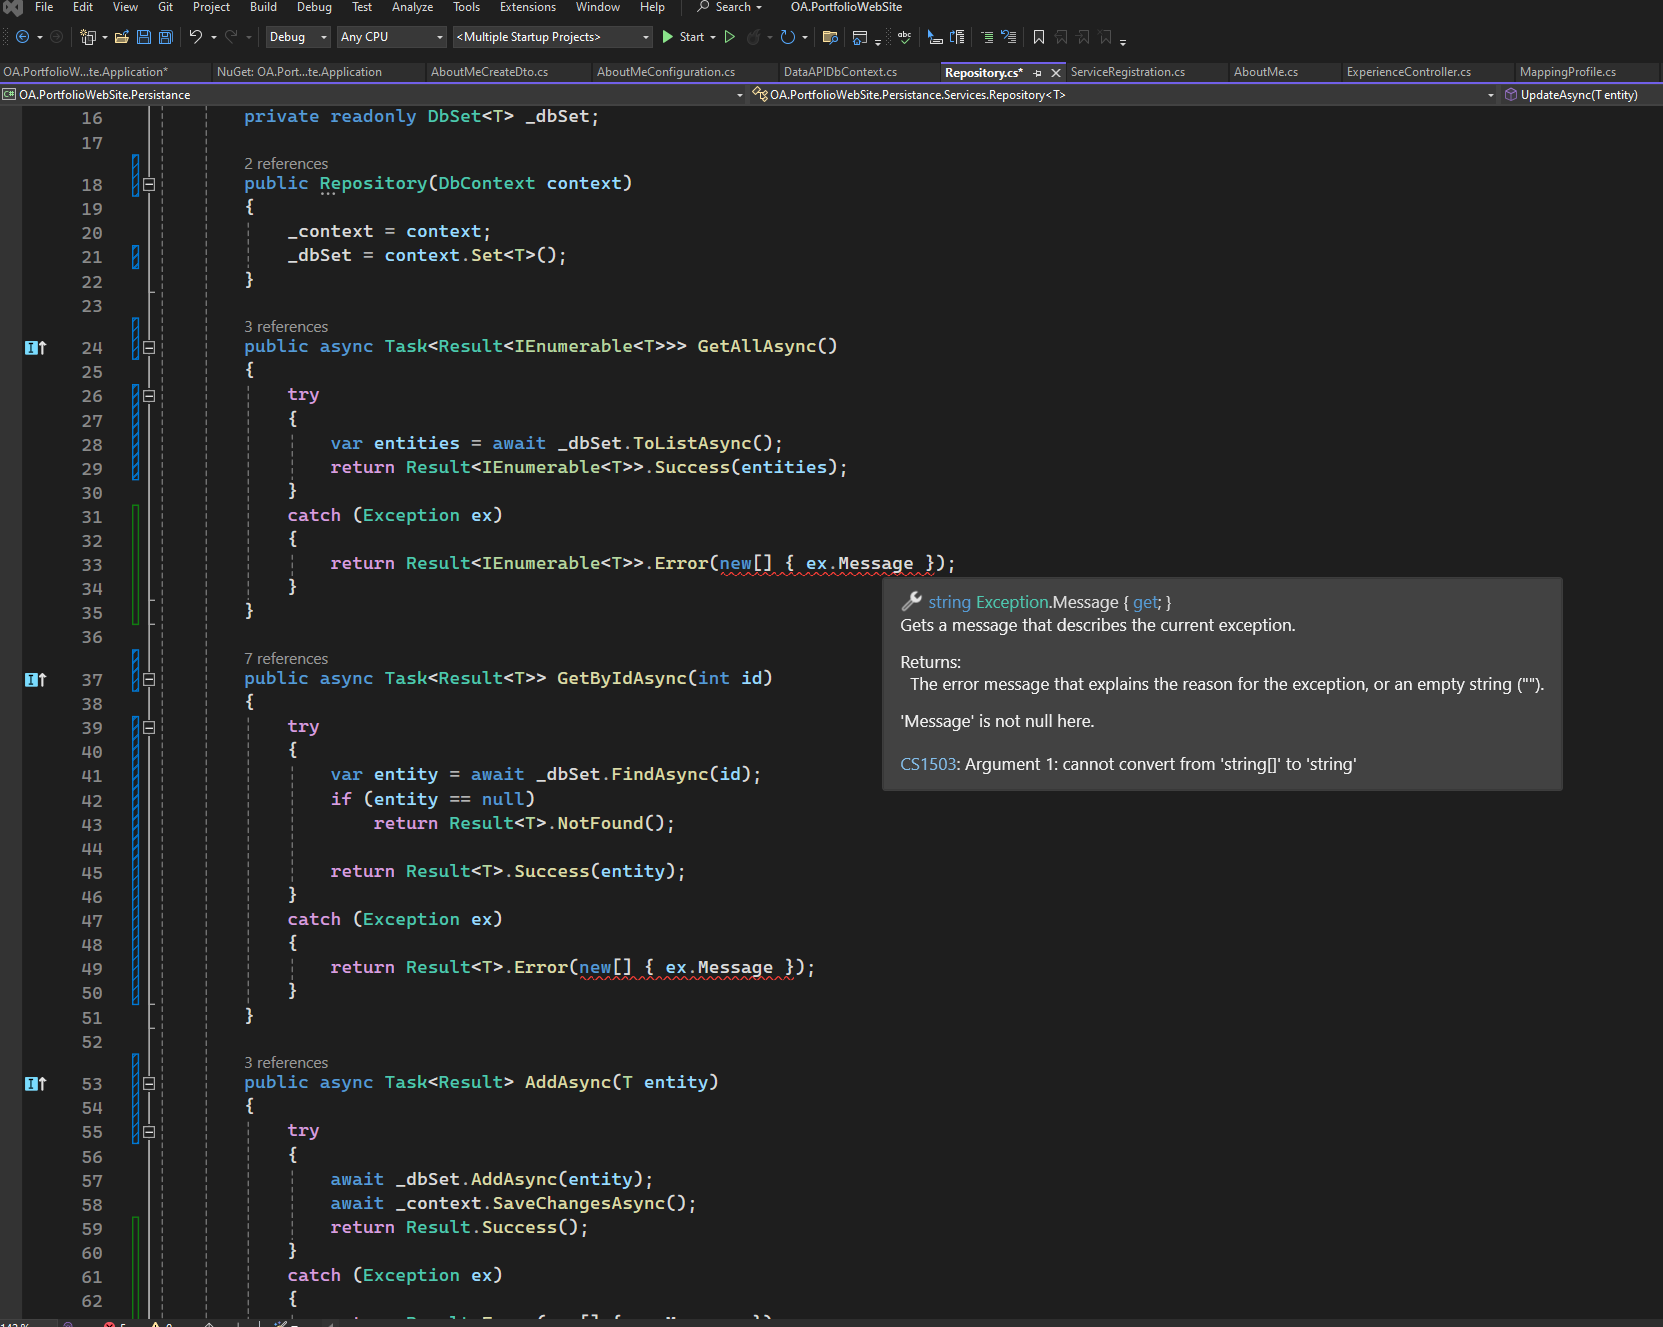 File Edit View Git Project Build Debug Test Analyze Tools Extensions Window Help Search OA.PortfolioWebSite
Debug Any CPU <Multiple Startup Projects> Start
OA.PortfolioW...te.Application* NuGet: OA.Port...te.Application AboutMeCreateDto.cs AboutMeConfiguration.cs DataAPIDbContext.cs Repository.cs* ServiceRegistration.cs AboutMe.cs ExperienceController.cs MappingProfile.cs
C# OA.PortfolioWebSite.Persistance OA.PortfolioWebSite.Persistance.Services.Repository<T> UpdateAsync(T entity)
16 private readonly DbSet<T> _dbSet;
17
2 references
18 public Repository(DbContext context)
19 {
20 _context = context;
21 _dbSet = context.Set<T>();
22 }
23
3 references
24 public async Task<Result<IEnumerable<T>>> GetAllAsync()
25 {
26 try
27 {
28 var entities = await _dbSet.ToListAsync();
29 return Result<IEnumerable<T>>.Success(entities);
30 }
31 catch (Exception ex)
32 {
33 return Result<IEnumerable<T>>.Error(new[] { ex.Message });
34 }
35 }
36
string Exception.Message { get; }
Gets a message that describes the current exception.
Returns:
The error message that explains the reason for the exception, or an empty string ("").
'Message' is not null here.
CS1503: Argument 1: cannot convert from 'string[]' to 'string'
7 references
37 public async Task<Result<T>> GetByIdAsync(int id)
38 {
39 try
40 {
41 var entity = await _dbSet.FindAsync(id);
42 if (entity == null)
43 return Result<T>.NotFound();
44
45 return Result<T>.Success(entity);
46 }
47 catch (Exception ex)
48 {
49 return Result<T>.Error(new[] { ex.Message });
50 }
51 }
52
3 references
53 public async Task<Result> AddAsync(T entity)
54 {
55 try
56 {
57 await _dbSet.AddAsync(entity);
58 await _context.SaveChangesAsync();
59 return Result.Success();
60 }
61 catch (Exception ex)
62 {